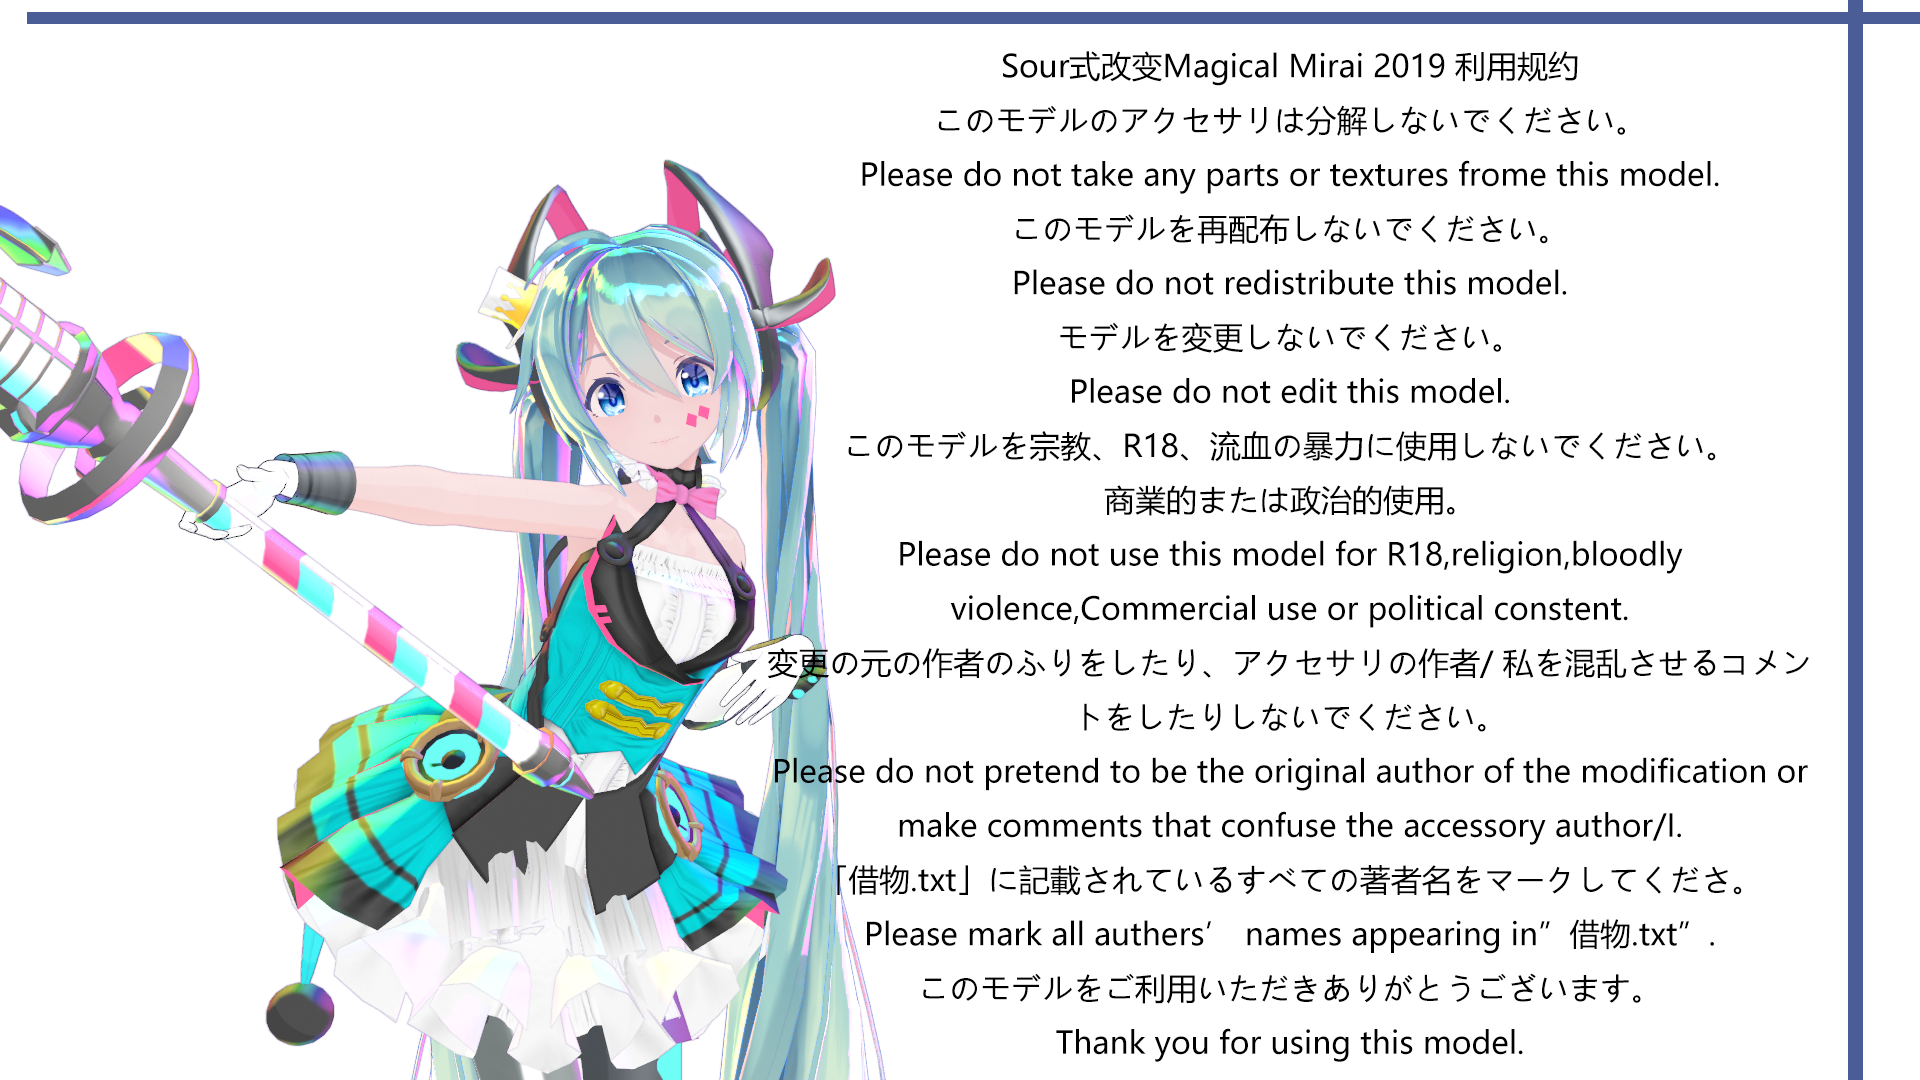 Sour式改变Magical Mirai 2019 利用规约
このモデルのアクセサリは分解しないでください。
Please do not take any parts or textures frome this model.
このモデルを再配布しないでください。
Please do not redistribute this model.
モデルを変更しないでください。
Please do not edit this model.
このモデルを宗教、R18、流血の暴力に使用しないでください。
商業的または政治的使用。
Please do not use this model for R18,religion,bloodly
violence,Commercial use or political constent.
変更の元の作者のふりをしたり、アクセサリの作者/ 私を混乱させるコメン
トをしたりしないでください。
Please do not pretend to be the original author of the modification or
make comments that confuse the accessory author/I.
「借物.txt」に記載されているすべての著者名をマークしてくださ。
Please mark all authers’ names appearing in”借物.txt”.
このモデルをご利用いただきありがとうございます。
Thank you for using this model.